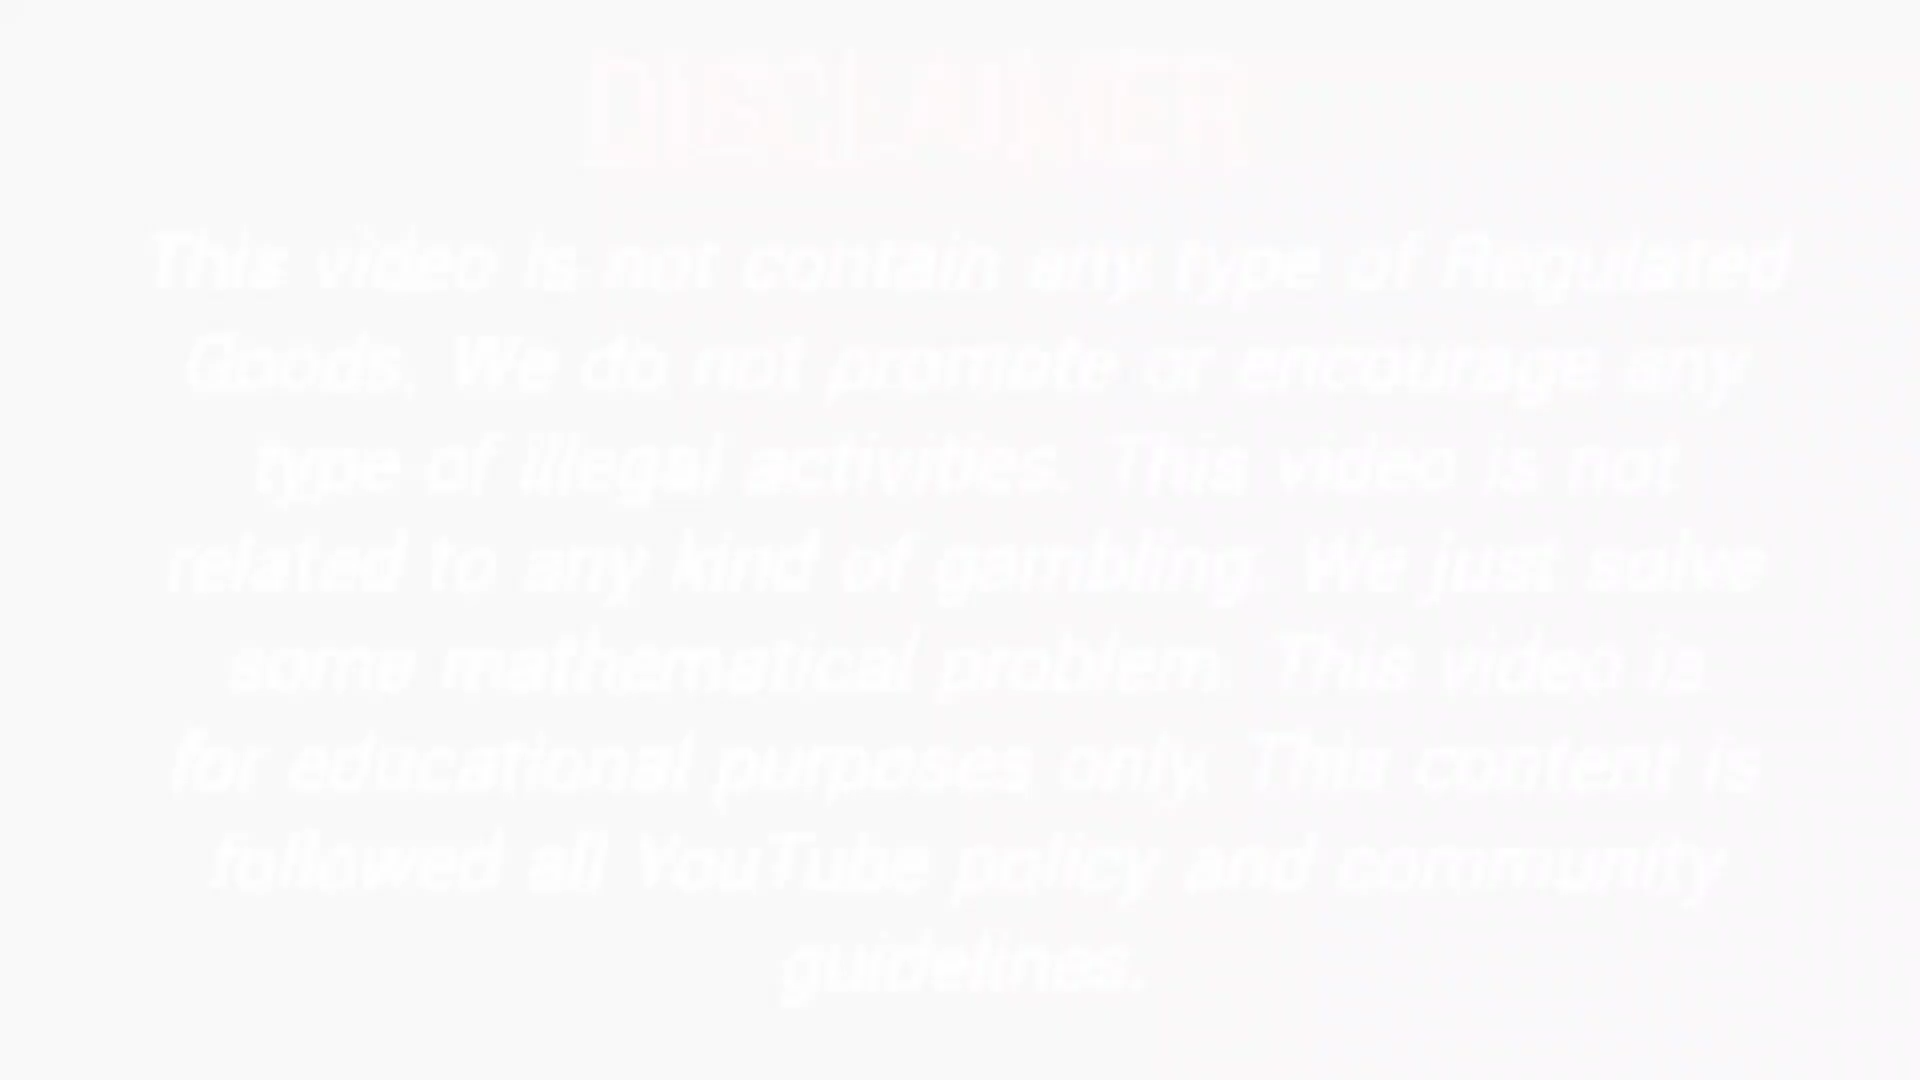 DISCLAIMER
This video is not contain any type of Regulated
Goods. We do not promote or encourage any
type of illegal activities. This video is not
related to any kind of gambling. We just solve
some mathematical problem. This video is
for educational purposes only. This content is
followed all YouTube policy and community
guidelines.